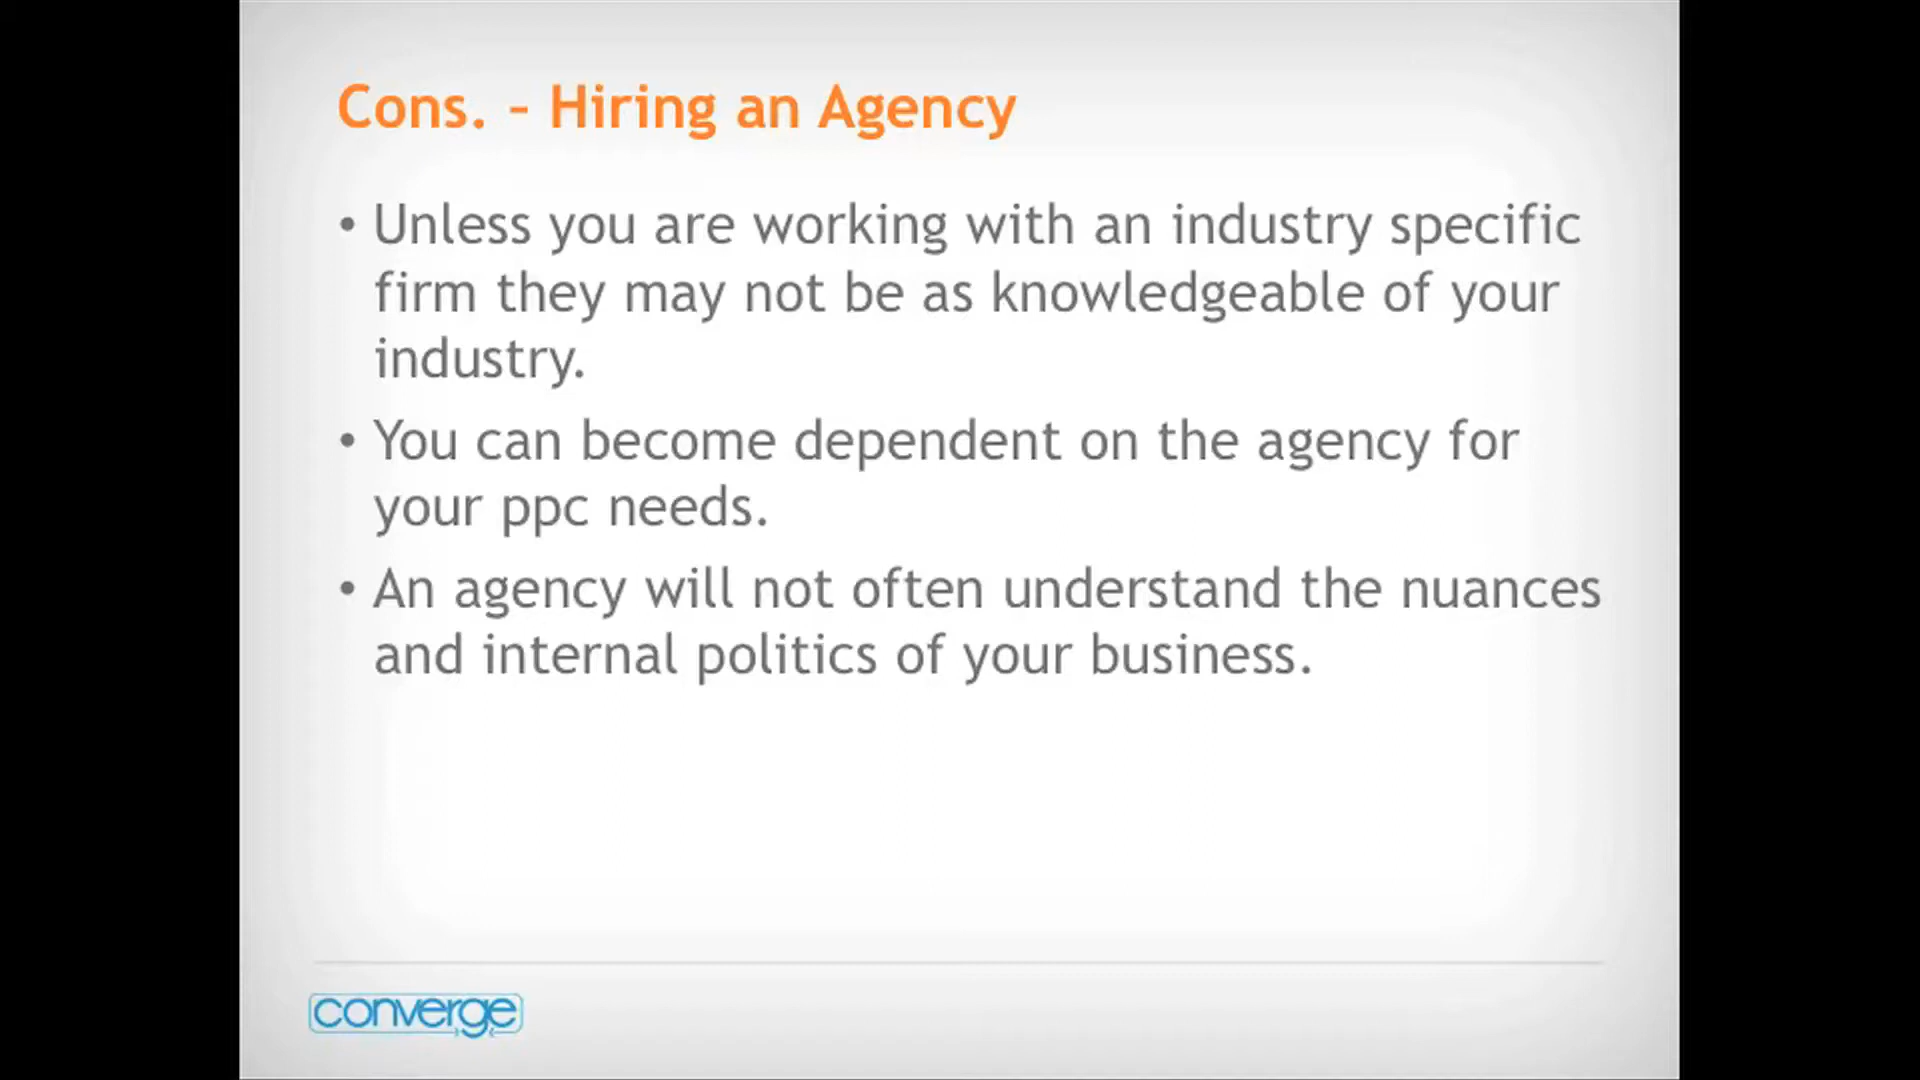 Cons. – Hiring an Agency
• Unless you are working with an industry specific
firm they may not be as knowledgeable of your
industry.
• You can become dependent on the agency for
your ppc needs.
• An agency will not often understand the nuances
and internal politics of your business.
converge